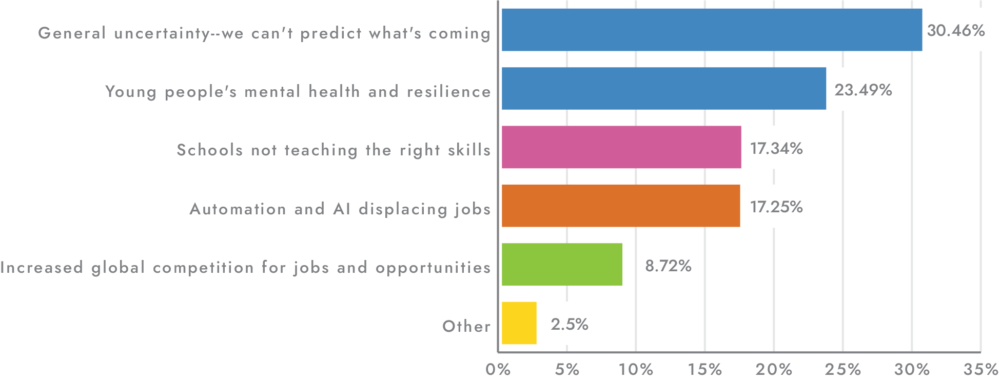 General uncertainty--we can't predict what's coming 30.46%
Young people's mental health and resilience 23.49%
Schools not teaching the right skills 17.34%
Automation and AI displacing jobs 17.25%
Increased global competition for jobs and opportunities 8.72%
Other 2.5%
0% 5% 10% 15% 20% 25% 30% 35%